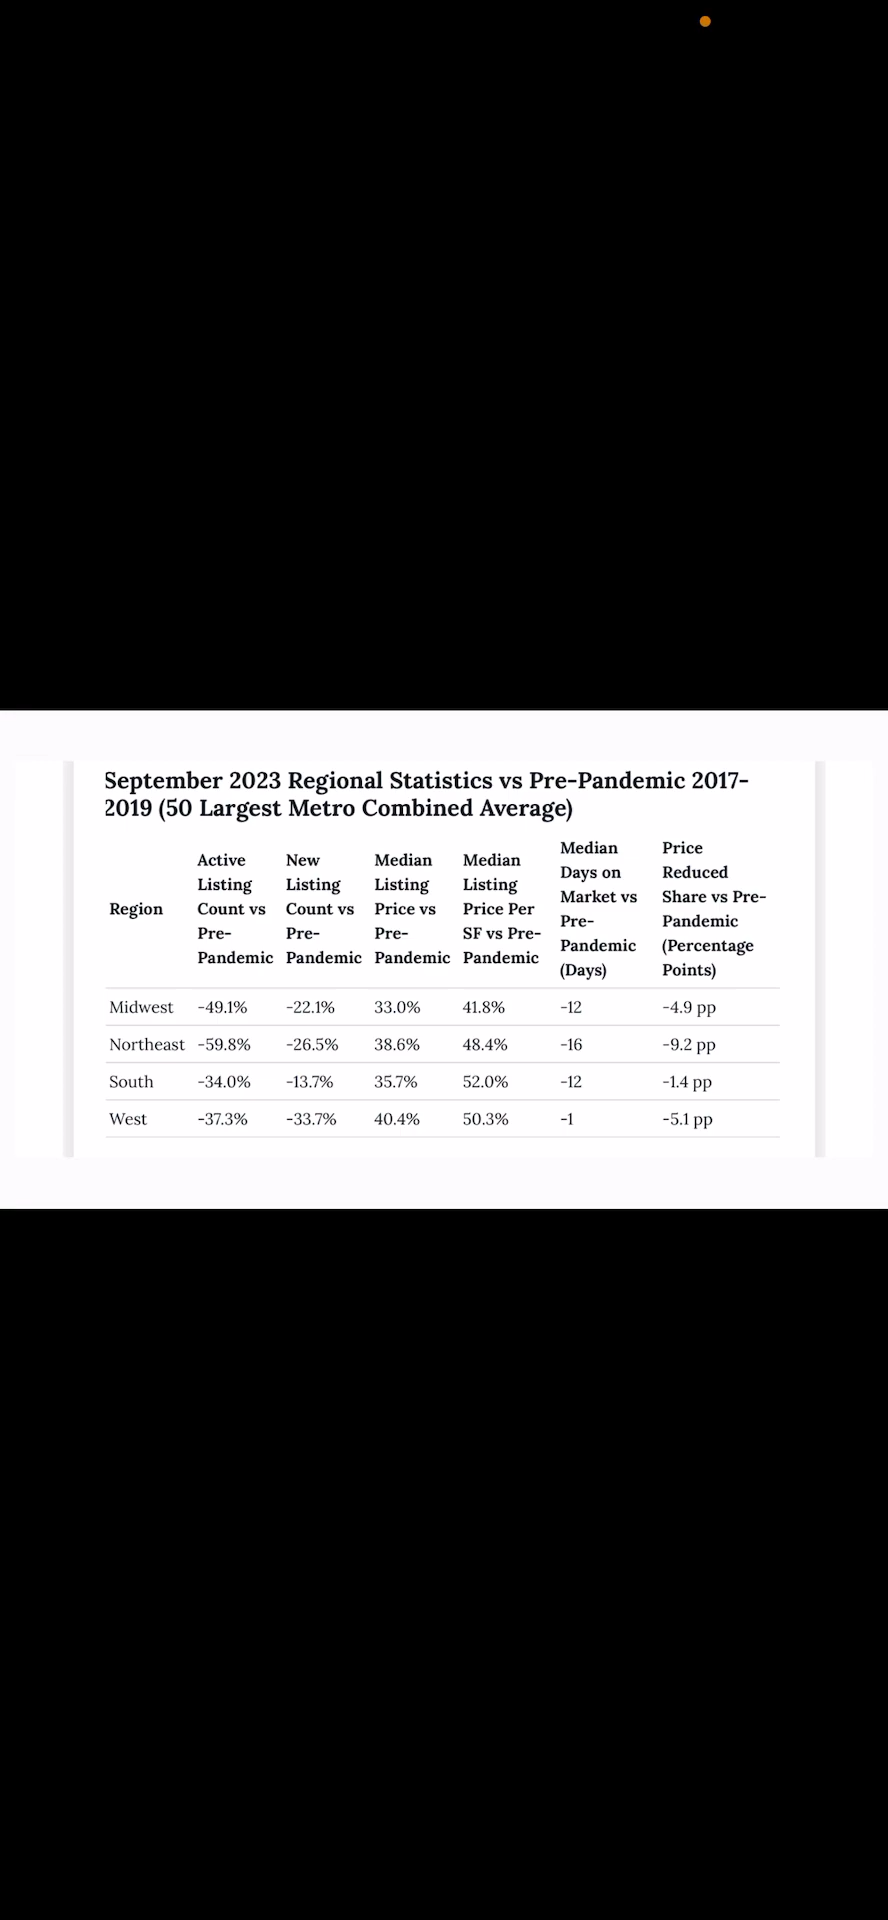 September 2023 Regional Statistics vs Pre-Pandemic 2017-
2019 (50 Largest Metro Combined Average)
Region
Active
Listing
Count vs
Pre-
Pandemic
New
Listing
Count vs
Pre-
Pandemic
Median
Listing
Price vs
Pre-
Pandemic
Median
Listing
Price Per
SF vs Pre-
Pandemic
Median
Days on
Market vs
Pre-
Pandemic
(Days)
Price
Reduced
Share vs Pre-
Pandemic
(Percentage
Points)
Midwest -49.1% -22.1% 33.0% 41.8% -12 -4.9 pp
Northeast -59.8% -26.5% 38.6% 48.4% -16 -9.2 pp
South -34.0% -13.7% 35.7% 52.0% -12 -1.4 pp
West -37.3% -33.7% 40.4% 50.3% -1 -5.1 pp